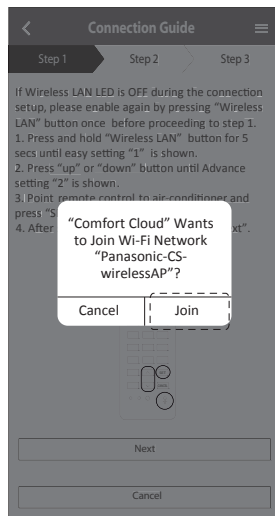 Connection Guide
Step 1
Step 2
Step 3
If Wireless LAN LED is OFF during the connection
setup, please enable again by pressing “Wireless
LAN” button once before proceeding to step 1.
1. Press and hold “Wireless LAN” button for 5
secs until easy setting “1” is shown.
2. Press “up” or “down” button until Advance
setting “2” is shown.
3. Point remote control to air-conditioner and
press “S
4. After
xt”.
“Comfort Cloud” Wants
to Join Wi-Fi Network
“Panasonic-CS-
wirelessAP”?
Cancel
Join
Next
Cancel